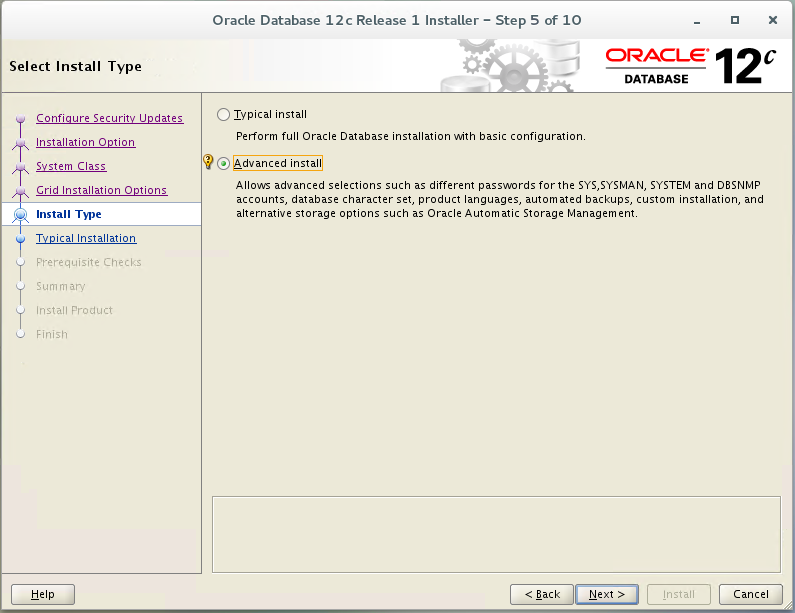 Oracle Database 12c Release 1 Installer – Step 5 of 10
Select Install Type
ORACLE
DATABASE
12c
Configure Security Updates
Installation Option
System Class
Grid Installation Options
Install Type
Typical Installation
Prerequisite Checks
Summary
Install Product
Finish
Typical install
Perform full Oracle Database installation with basic configuration.
Advanced install
Allows advanced selections such as different passwords for the SYS,SYSMAN, SYSTEM and DBSNMP
accounts, database character set, product languages, automated backups, custom installation, and
alternative storage options such as Oracle Automatic Storage Management.
Help
< Back
Next >
Install
Cancel